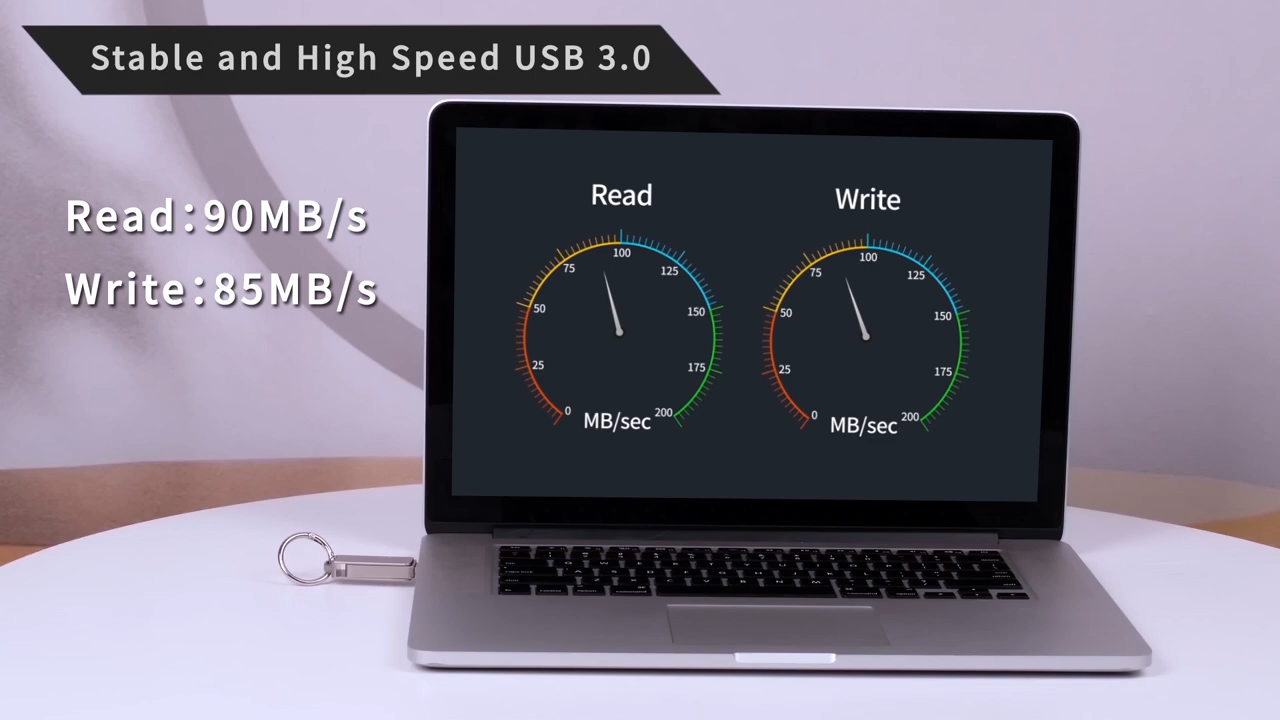 Stable and High Speed USB 3.0
Read:90MB/s
Write:85MB/s
Read
0
25
50
75
100
125
150
175
200
MB/sec
Write
0
25
50
75
100
125
150
175
200
MB/sec